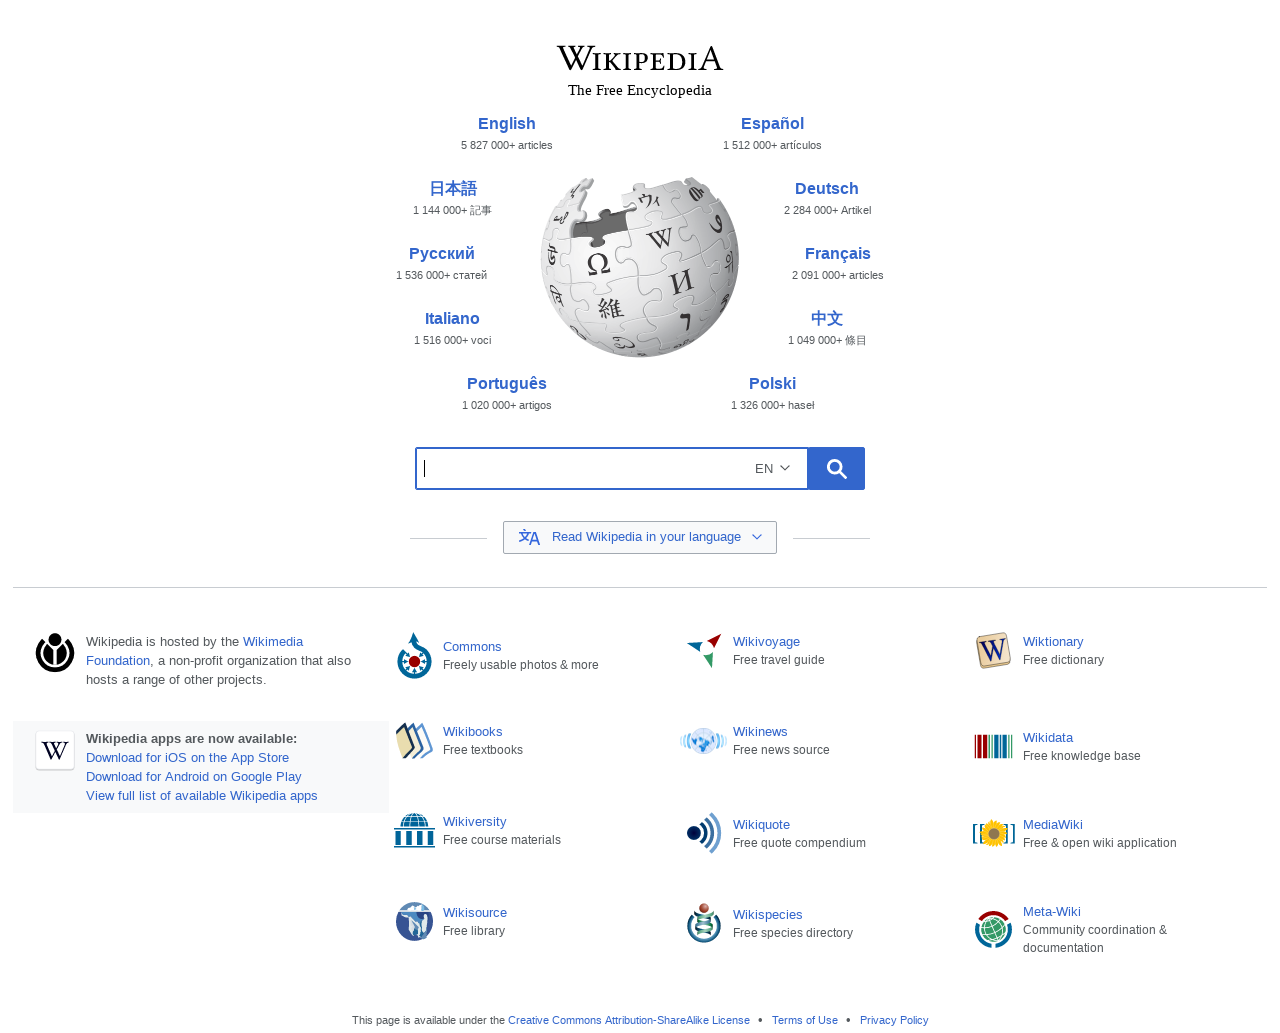 WIKIPEDIA
The Free Encyclopedia
English
5 827 000+ articles
Español
1 512 000+ artículos
日本語
1 144 000+ 記事
Deutsch
2 284 000+ Artikel
Русский
1 536 000+ статей
Français
2 091 000+ articles
Italiano
1 516 000+ voci
中文
1 049 000+ 條目
Português
1 020 000+ artigos
Polski
1 326 000+ haseł
Ω
W
И
維
ウィ
EN
Read Wikipedia in your language
Wikipedia is hosted by the Wikimedia
Foundation, a non-profit organization that also
hosts a range of other projects.
W
Wikipedia apps are now available:
Download for iOS on the App Store
Download for Android on Google Play
View full list of available Wikipedia apps
Commons
Freely usable photos & more
Wikivoyage
Free travel guide
W
Wiktionary
Free dictionary
Wikibooks
Free textbooks
Wikinews
Free news source
Wikidata
Free knowledge base
Wikiversity
Free course materials
Wikiquote
Free quote compendium
MediaWiki
Free & open wiki application
Wikisource
Free library
Wikispecies
Free species directory
Meta-Wiki
Community coordination &
documentation
This page is available under the Creative Commons Attribution-ShareAlike License • Terms of Use • Privacy Policy